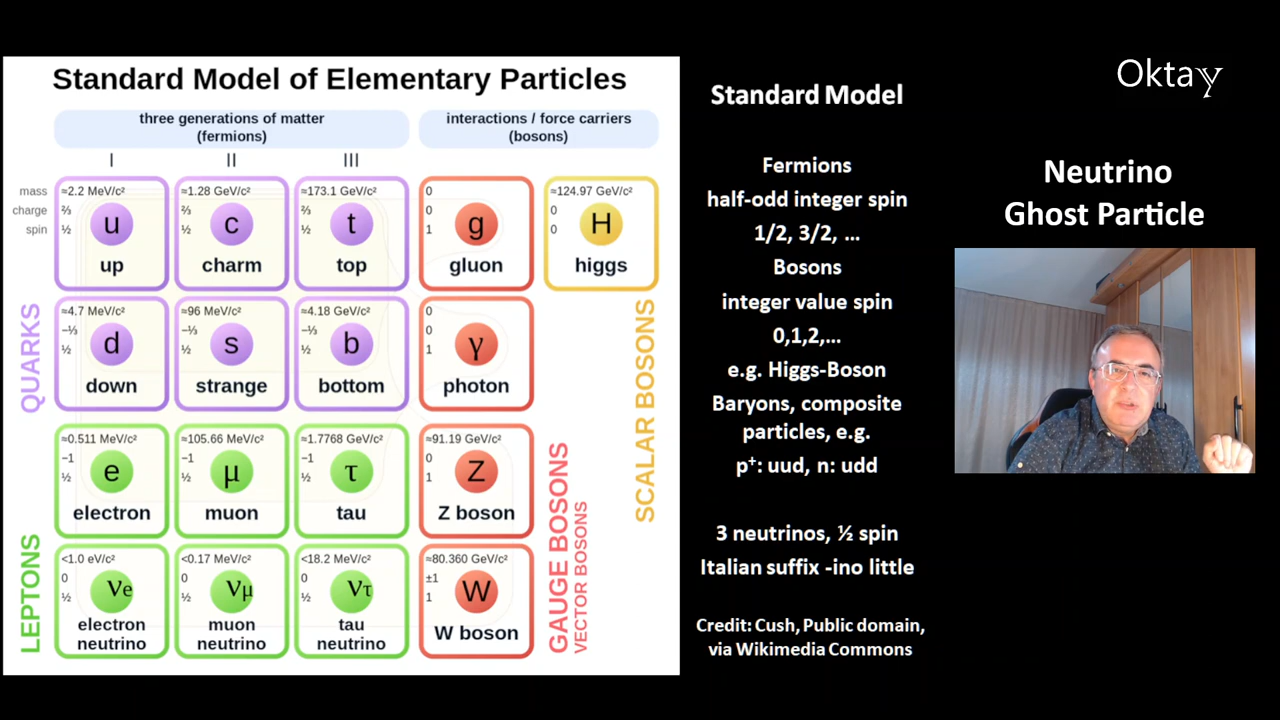 Standard Model of Elementary Particles
three generations of matter
(fermions)
interactions / force carriers
(bosons)
I
II
III
mass
charge
spin
≈2.2 MeV/c²
⅔
½
u
up
≈1.28 GeV/c²
⅔
½
c
charm
≈173.1 GeV/c²
⅔
½
t
top
0
0
1
g
gluon
≈124.97 GeV/c²
0
0
H
higgs
QUARKS
≈4.7 MeV/c²
−⅓
½
d
down
≈96 MeV/c²
−⅓
½
s
strange
≈4.18 GeV/c²
−⅓
½
b
bottom
0
0
1
γ
photon
SCALAR BOSONS
LEPTONS
≈0.511 MeV/c²
−1
½
e
electron
≈105.66 MeV/c²
−1
½
μ
muon
≈1.7768 GeV/c²
−1
½
τ
tau
≈91.19 GeV/c²
0
1
Z
Z boson
<1.0 eV/c²
0
½
νe
electron
neutrino
<0.17 MeV/c²
0
½
νμ
muon
neutrino
<18.2 MeV/c²
0
½
ντ
tau
neutrino
≈80.360 GeV/c²
±1
1
W
W boson
GAUGE BOSONS
VECTOR BOSONS
Standard Model
Fermions
half-odd integer spin
1/2, 3/2, ...
Bosons
integer value spin
0,1,2,...
e.g. Higgs-Boson
Baryons, composite
particles, e.g.
p⁺: uud, n: udd
3 neutrinos, ½ spin
Italian suffix -ino little
Credit: Cush, Public domain,
via Wikimedia Commons
Oktay
Neutrino
Ghost Particle